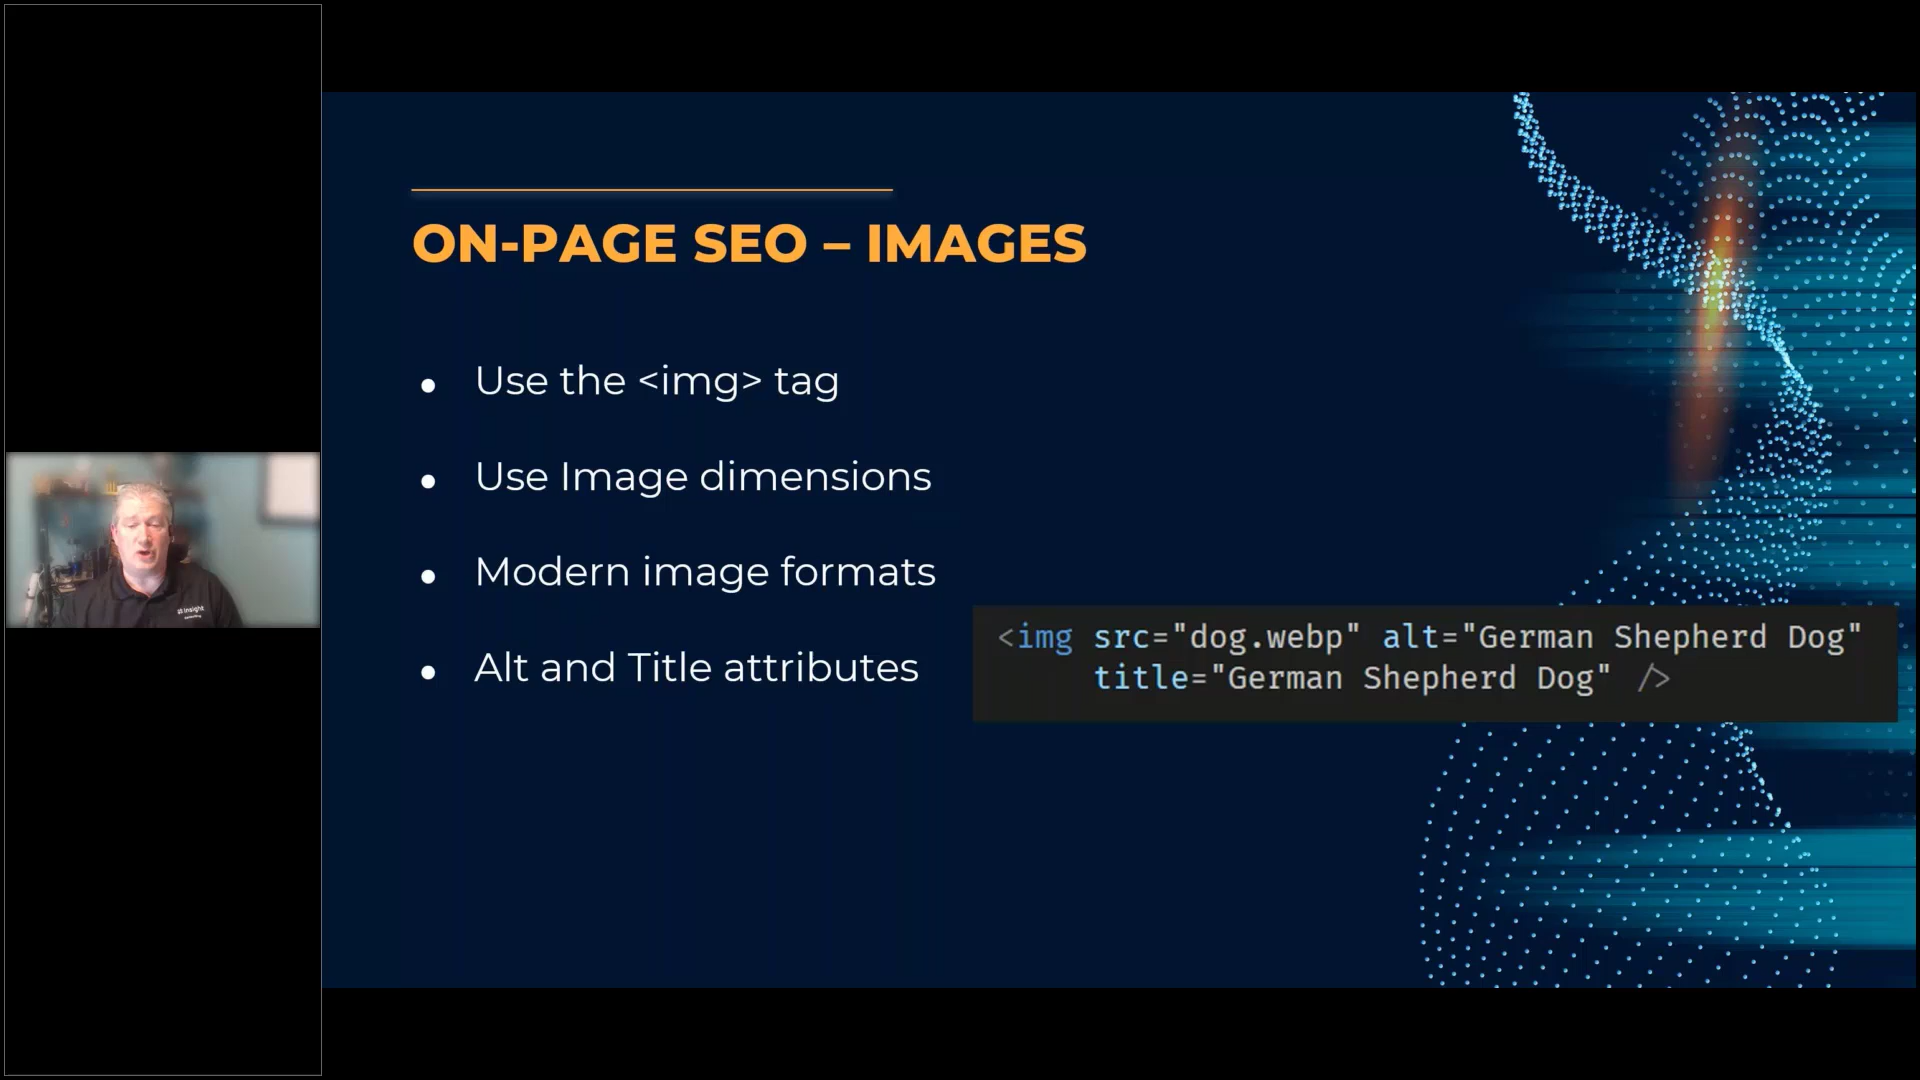 ON-PAGE SEO – IMAGES
• Use the <img> tag
• Use Image dimensions
• Modern image formats
• Alt and Title attributes
<img src="dog.webp" alt="German Shepherd Dog"
title="German Shepherd Dog" />
Insight